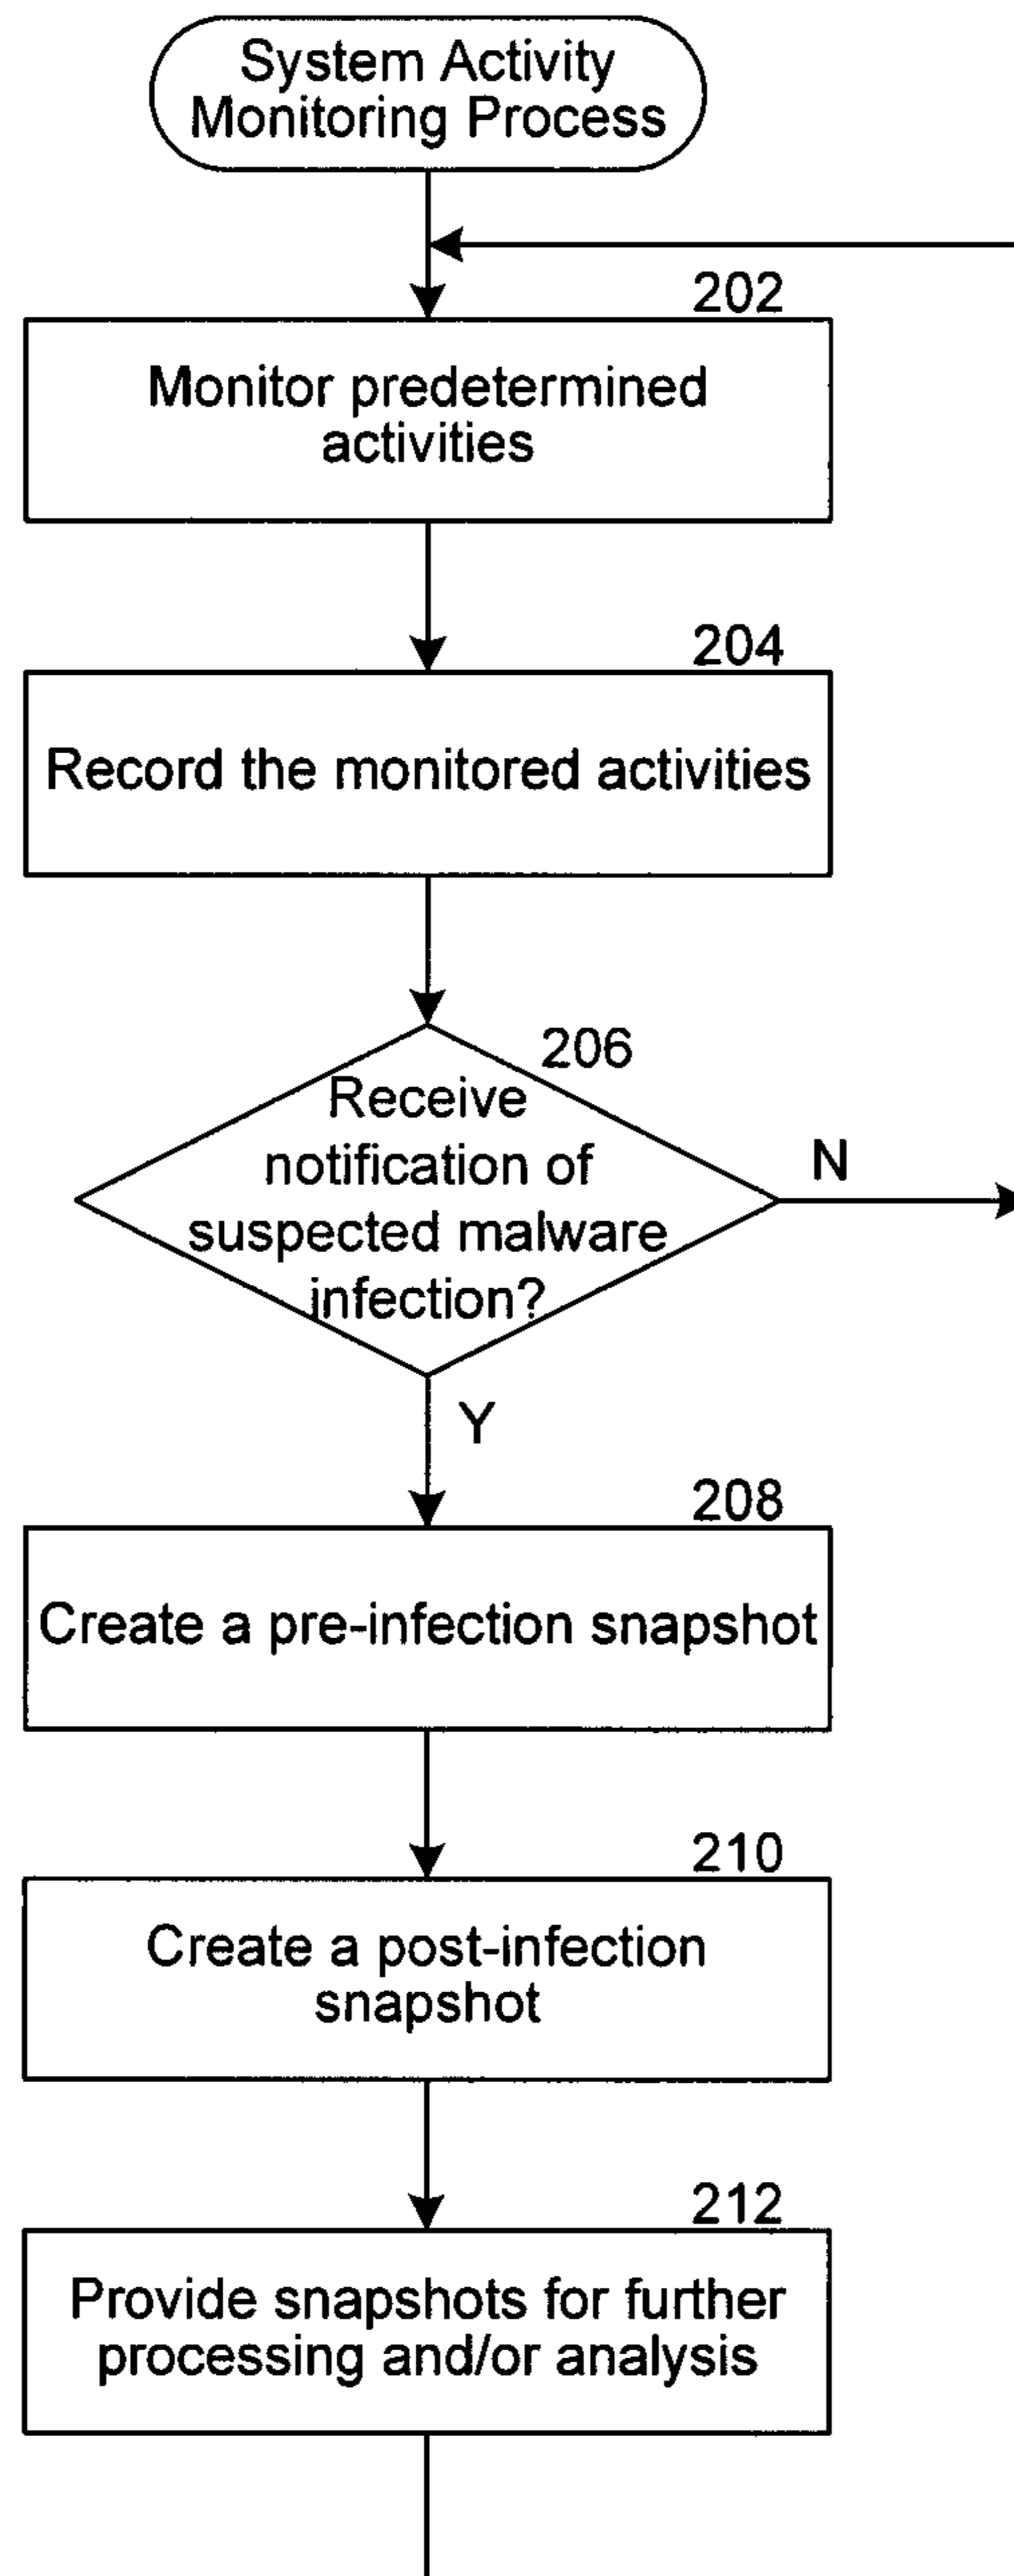 System Activity
Monitoring Process
202
Monitor predetermined
activities
204
Record the monitored activities
206
Receive
notification of
suspected malware
infection?
N
Y
208
Create a pre-infection snapshot
210
Create a post-infection
snapshot
212
Provide snapshots for further
processing and/or analysis